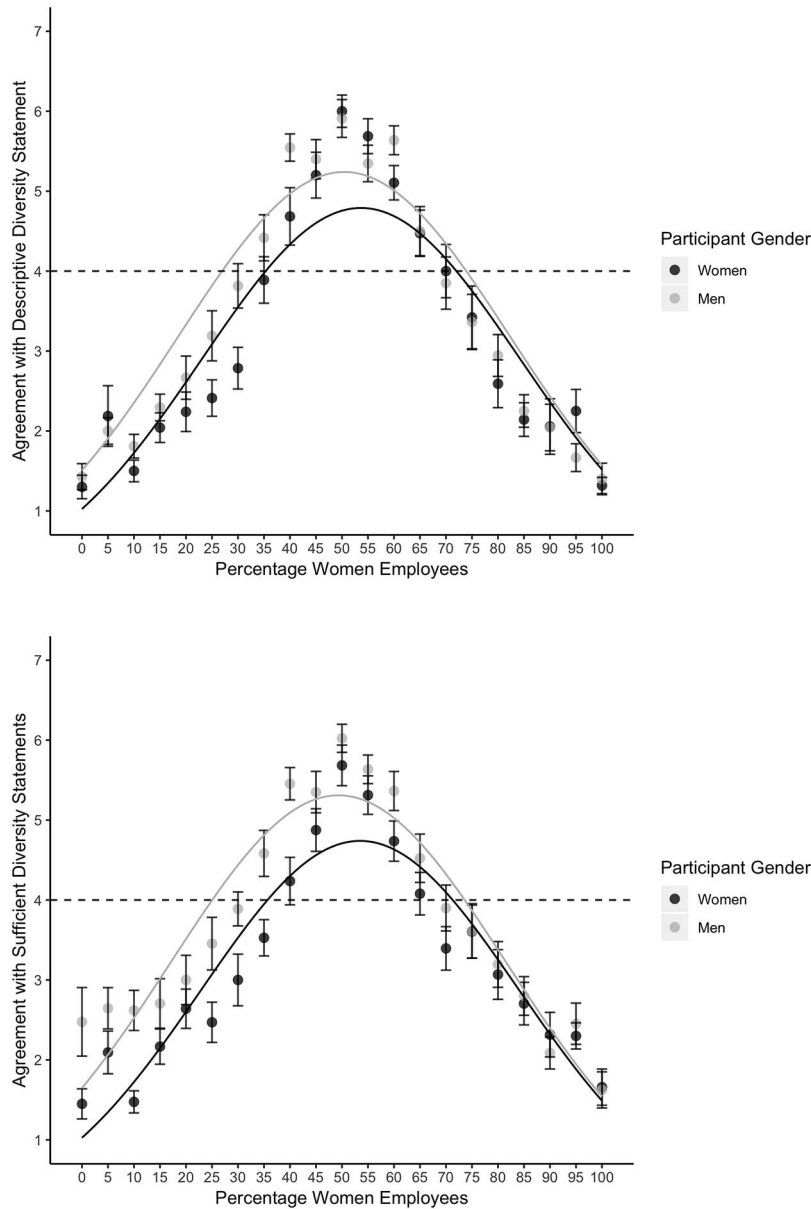 Agreement with Descriptive Diversity Statement
7
6
5
4
3
2
1
0 5 10 15 20 25 30 35 40 45 50 55 60 65 70 75 80 85 90 95 100
Percentage Women Employees
Participant Gender
Women
Men
Agreement with Sufficient Diversity Statements
7
6
5
4
3
2
1
0 5 10 15 20 25 30 35 40 45 50 55 60 65 70 75 80 85 90 95 100
Percentage Women Employees
Participant Gender
Women
Men